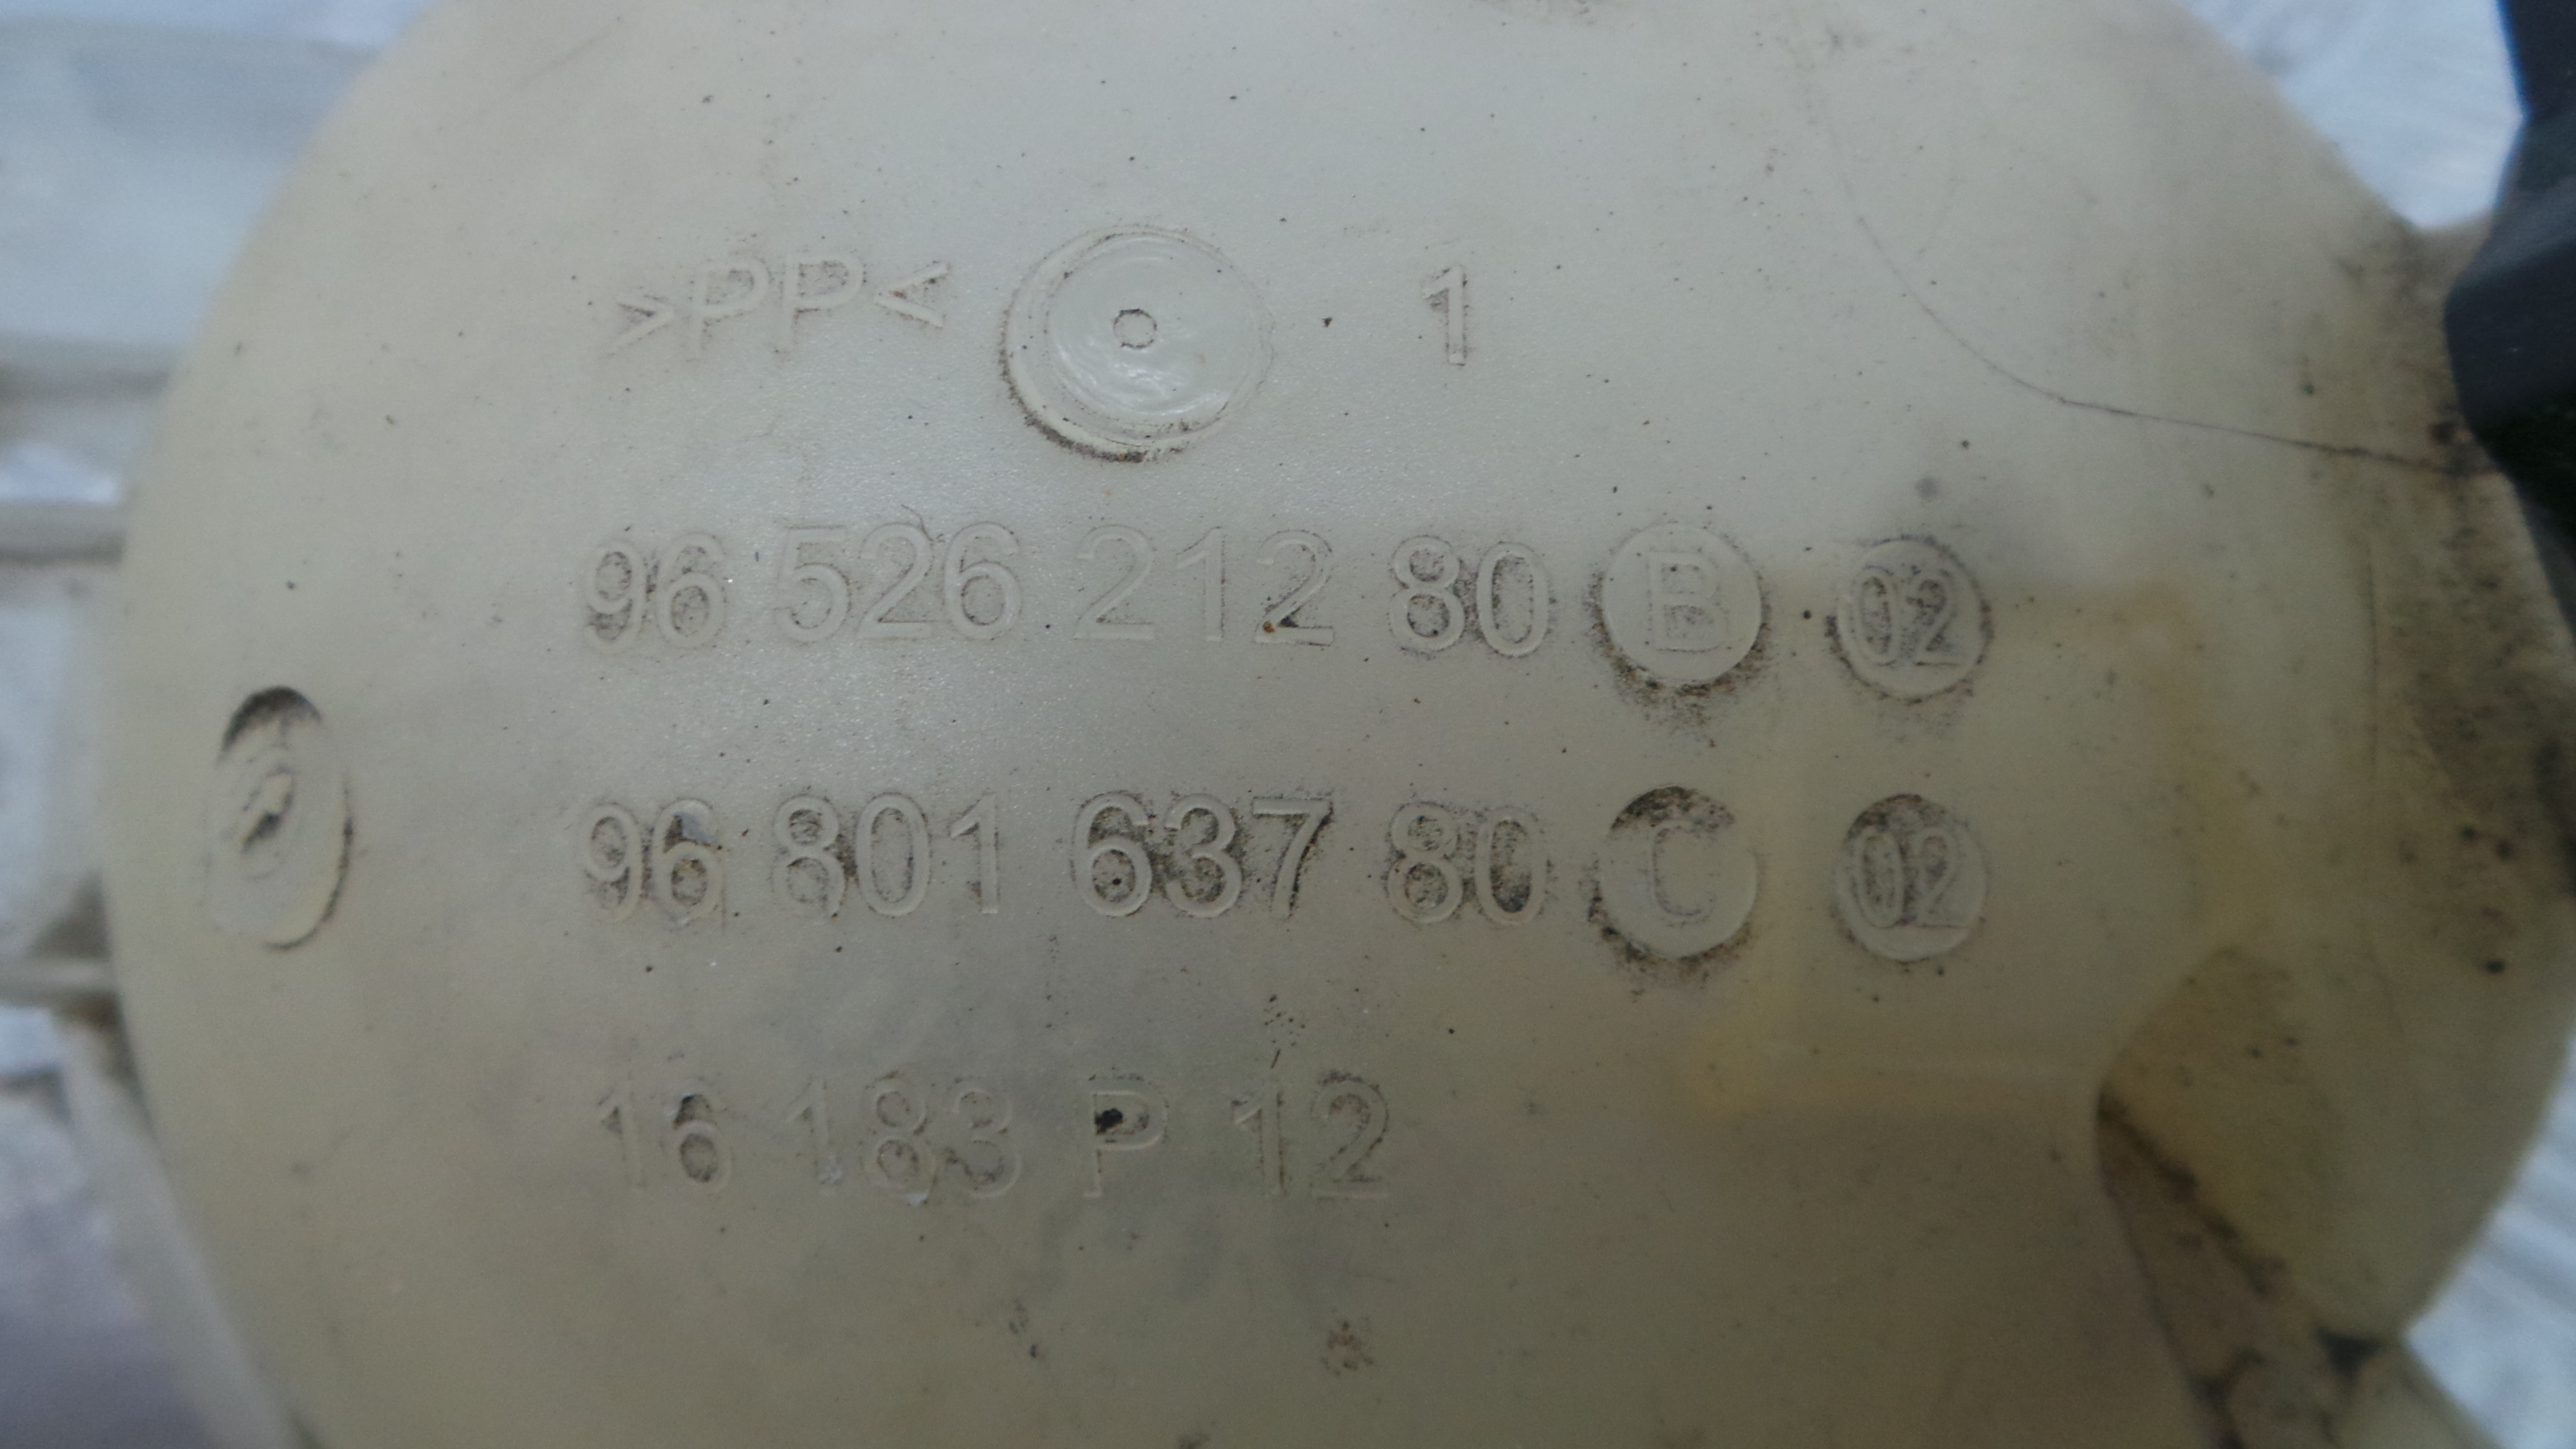 >PP< 1
96 526 212 80 B 02
96 801 637 80 C 02
16 183 P 12